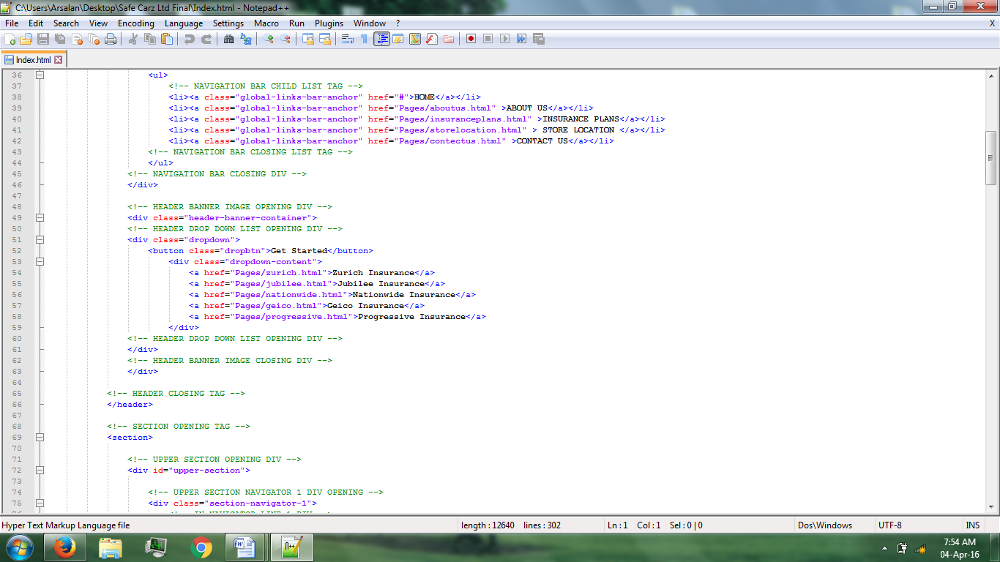 C:\Users\Arsalan\Desktop\Safe Carz Ltd Final\Index.html - Notepad++
File Edit Search View Encoding Language Settings Macro Run Plugins Window ? X
Index.html
36 <ul>
37 <!-- NAVIGATION BAR CHILD LIST TAG -->
38 <li><a class="global-links-bar-anchor" href="#">HOME</a></li>
39 <li><a class="global-links-bar-anchor" href="Pages/aboutus.html" >ABOUT US</a></li>
40 <li><a class="global-links-bar-anchor" href="Pages/insuranceplans.html" >INSURANCE PLANS</a></li>
41 <li><a class="global-links-bar-anchor" href="Pages/storelocation.html" > STORE LOCATION </a></li>
42 <li><a class="global-links-bar-anchor" href="Pages/contectus.html" >CONTACT US</a></li>
43 <!-- NAVIGATION BAR CLOSING LIST TAG -->
44 </ul>
45 <!-- NAVIGATION BAR CLOSING DIV -->
46 </div>
47
48 <!-- HEADER BANNER IMAGE OPENING DIV -->
49 <div class="header-banner-container">
50 <!-- HEADER DROP DOWN LIST OPENING DIV -->
51 <div class="dropdown">
52 <button class="dropbtn">Get Started</button>
53 <div class="dropdown-content">
54 <a href="Pages/zurich.html">Zurich Insurance</a>
55 <a href="Pages/jubilee.html">Jubilee Insurance</a>
56 <a href="Pages/nationwide.html">Nationwide Insurance</a>
57 <a href="Pages/geico.html">Geico Insurance</a>
58 <a href="Pages/progressive.html">Progressive Insurance</a>
59 </div>
60 <!-- HEADER DROP DOWN LIST OPENING DIV -->
61 </div>
62 <!-- HEADER BANNER IMAGE CLOSING DIV -->
63 </div>
64
65 <!-- HEADER CLOSING TAG -->
66 </header>
67
68 <!-- SECTION OPENING TAG -->
69 <section>
70
71 <!-- UPPER SECTION OPENING DIV -->
72 <div id="upper-section">
73
74 <!-- UPPER SECTION NAVIGATOR 1 DIV OPENING -->
75 <div class="section-navigator-1">
Hyper Text Markup Language file length : 12640 lines : 302 Ln : 1 Col : 1 Sel : 0 | 0 Dos\Windows UTF-8 INS
7:54 AM
04-Apr-16